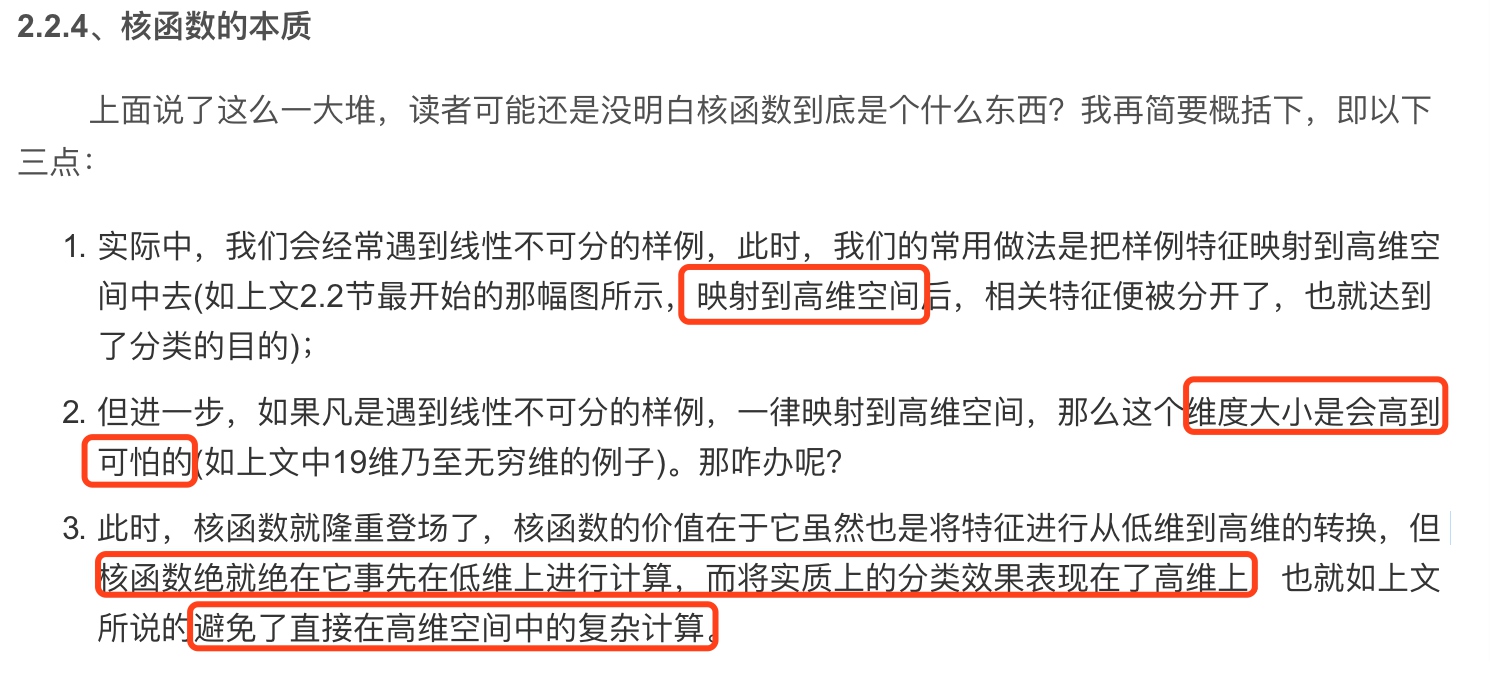 2.2.4、核函数的本质
上面说了这么一大堆，读者可能还是没明白核函数到底是个什么东西？我再简要概括下，即以下
三点：
1. 实际中，我们会经常遇到线性不可分的样例，此时，我们的常用做法是把样例特征映射到高维空
间中去(如上文2.2节最开始的那幅图所示，映射到高维空间后，相关特征便被分开了，也就达到
了分类的目的)；
2. 但进一步，如果凡是遇到线性不可分的样例，一律映射到高维空间，那么这个维度大小是会高到
可怕的(如上文中19维乃至无穷维的例子)。那咋办呢？
3. 此时，核函数就隆重登场了，核函数的价值在于它虽然也是将特征进行从低维到高维的转换，但
核函数绝就绝在它事先在低维上进行计算，而将实质上的分类效果表现在了高维上 也就如上文
所说的避免了直接在高维空间中的复杂计算。